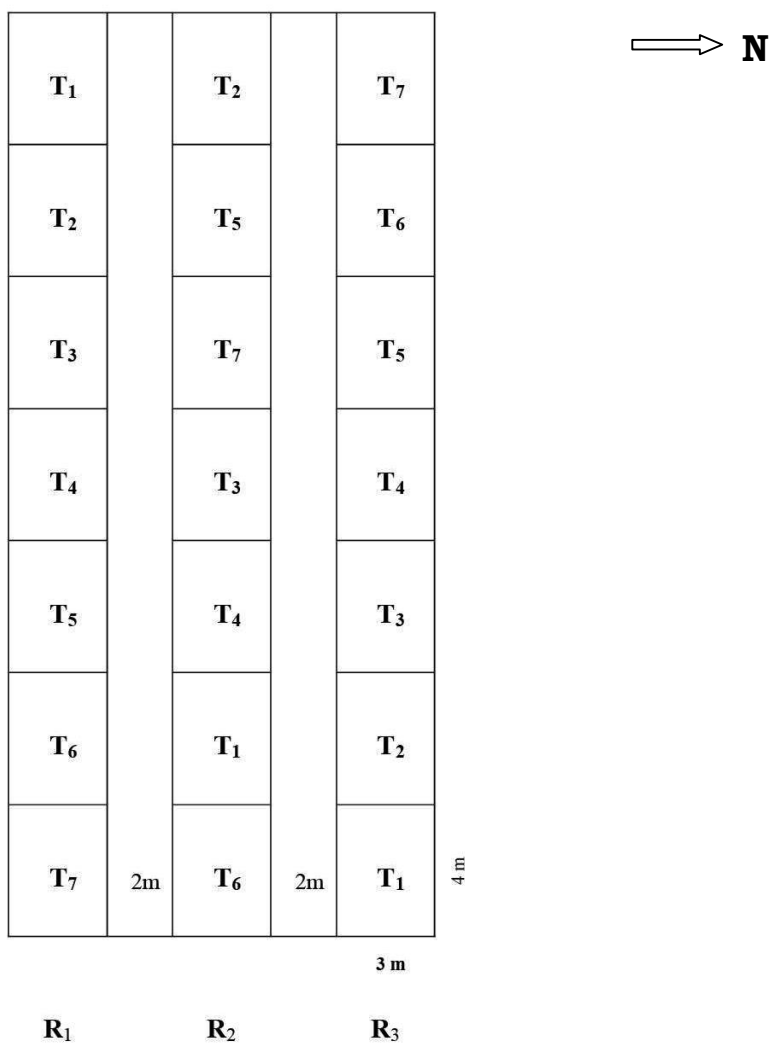 N
T₁ T₂ T₇
T₂ T₅ T₆
T₃ T₇ T₅
T₄ T₃ T₄
T₅ T₄ T₃
T₆ T₁ T₂
T₇ 2m T₆ 2m T₁ 4 m
3 m
R₁ R₂ R₃